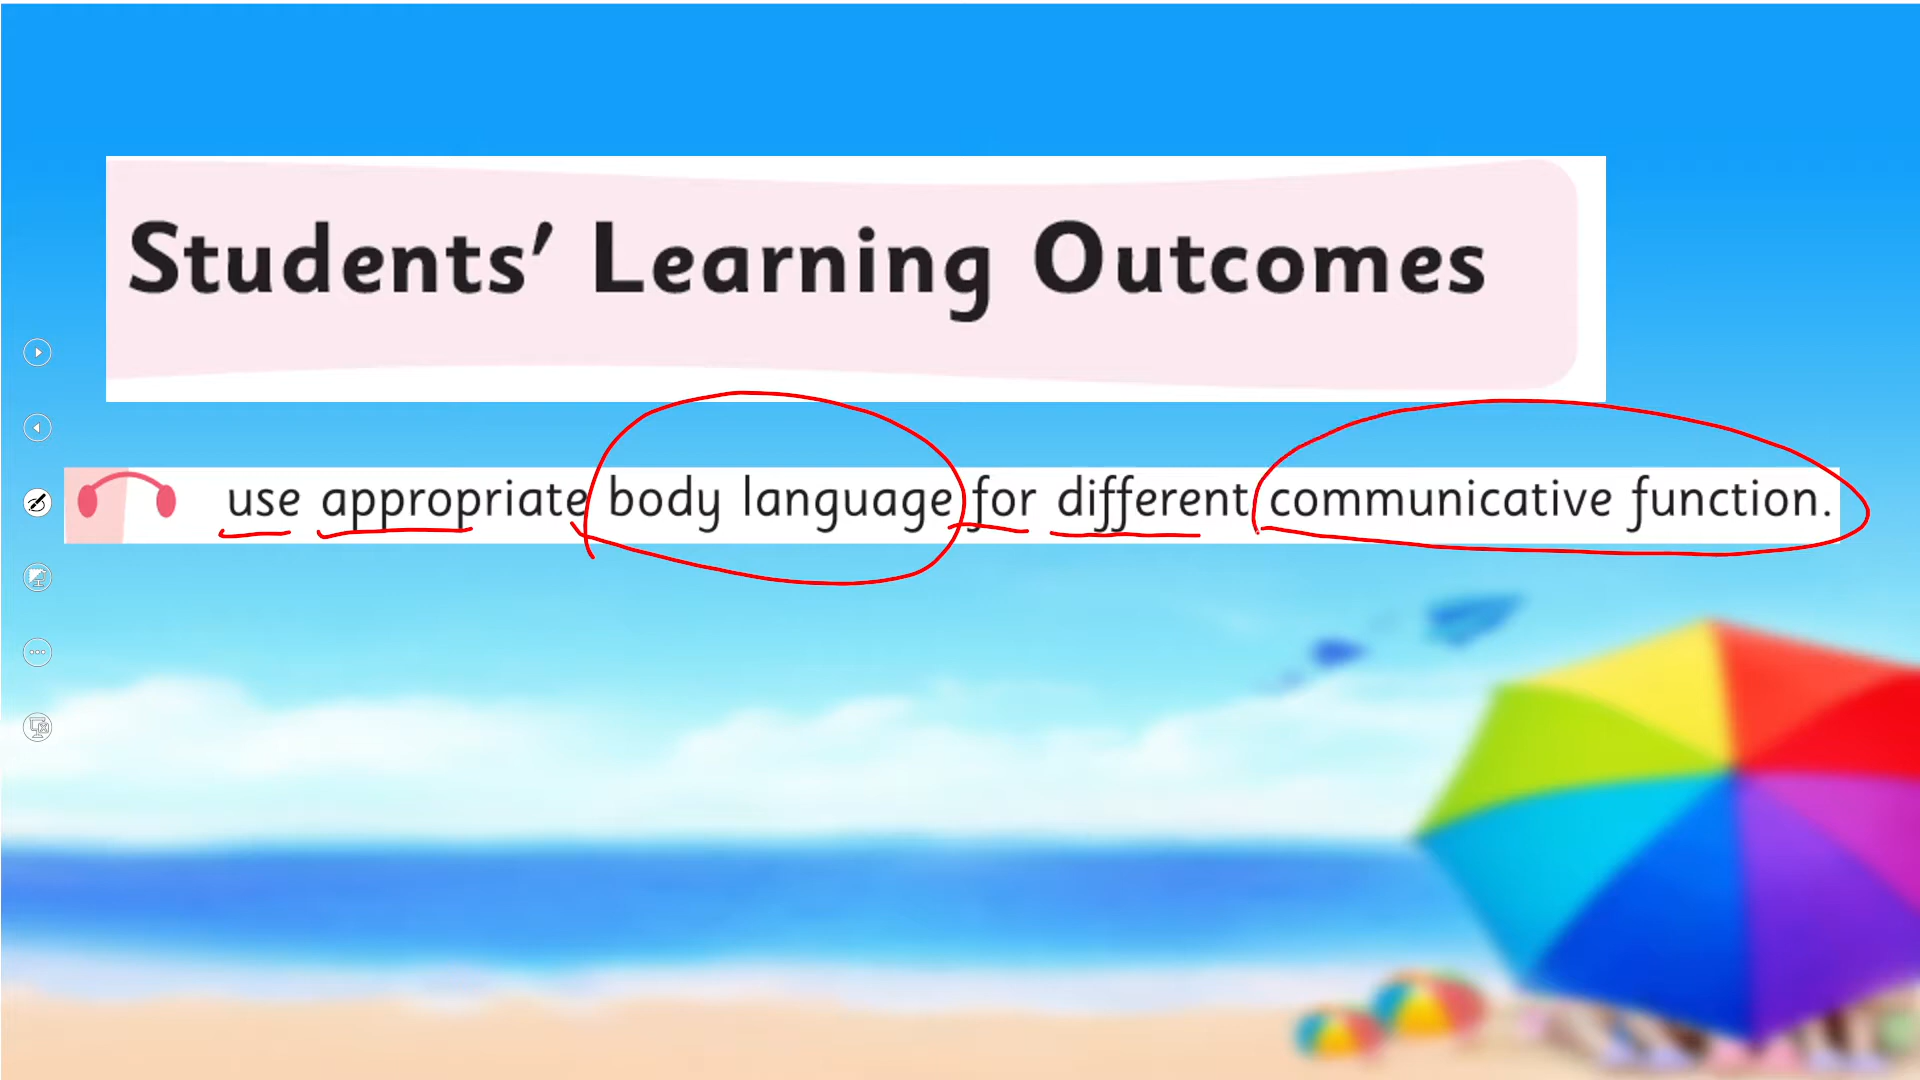 Students' Learning Outcomes
use appropriate body language for different communicative function.